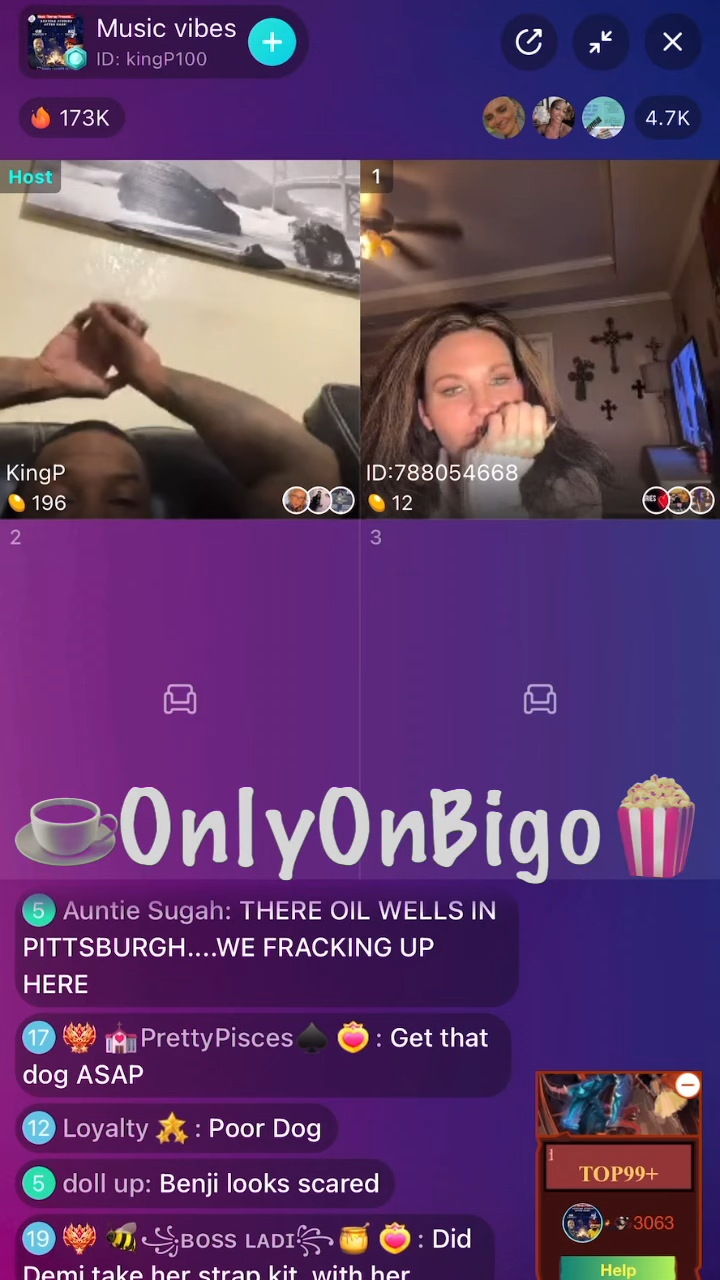 Music vibes
ID: kingP100
173K
4.7K
Host
1
KingP
196
ID:788054668
12
2
3
OnlyOnBigo
5 Auntie Sugah: THERE OIL WELLS IN
PITTSBURGH....WE FRACKING UP
HERE
17 PrettyPisces♠️ : Get that
dog ASAP
12 Loyalty : Poor Dog
5 doll up: Benji looks scared
19 ꧁BOSS LADI꧂ : Did
Demi take her strap kit with her
TOP99+
3063
Help